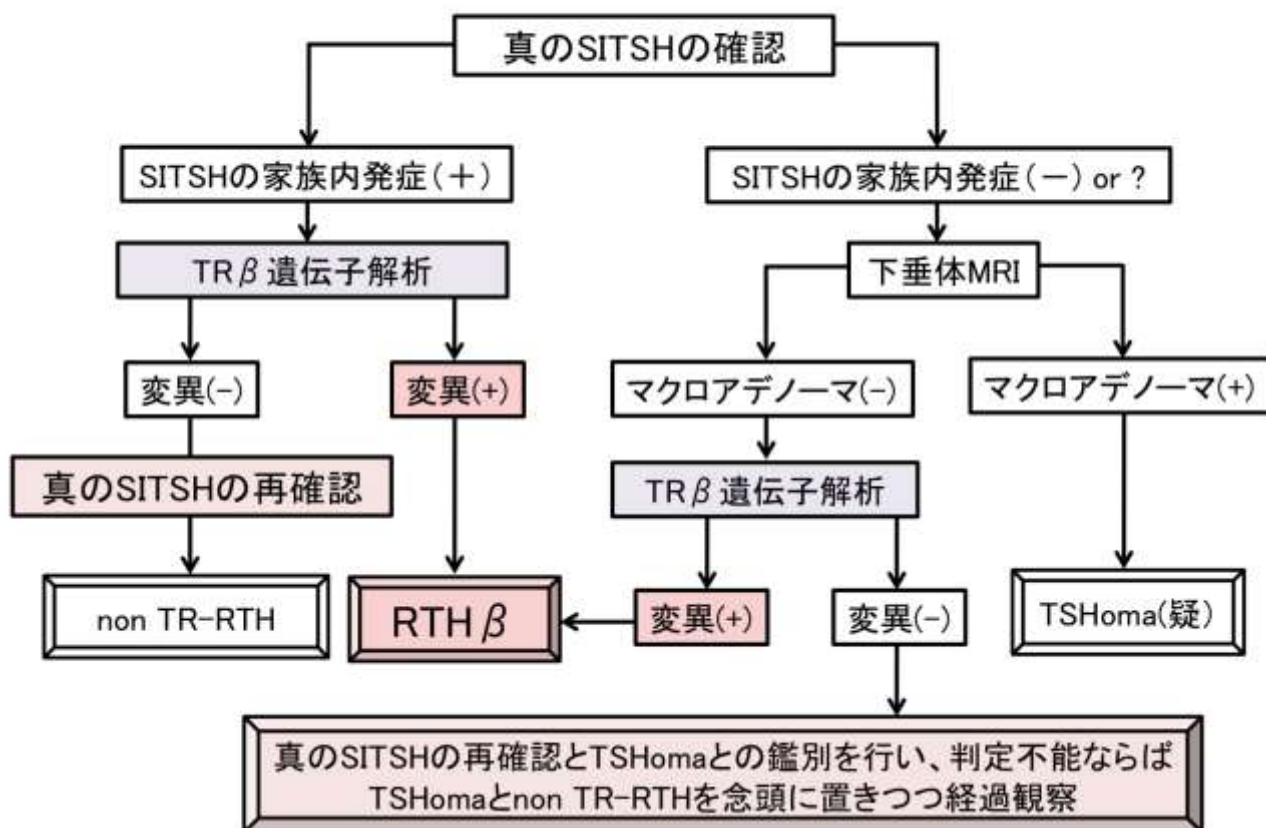 真のSITSHの確認
SITSHの家族内発症(＋)
SITSHの家族内発症(－) or ?
TRβ遺伝子解析
下垂体MRI
変異(-)
変異(+)
マクロアデノーマ(-)
マクロアデノーマ(+)
真のSITSHの再確認
TRβ遺伝子解析
non TR-RTH
RTHβ
変異(+)
変異(-)
TSHoma(疑)
真のSITSHの再確認とTSHomaとの鑑別を行い、判定不能ならば
TSHomaとnon TR-RTHを念頭に置きつつ経過観察